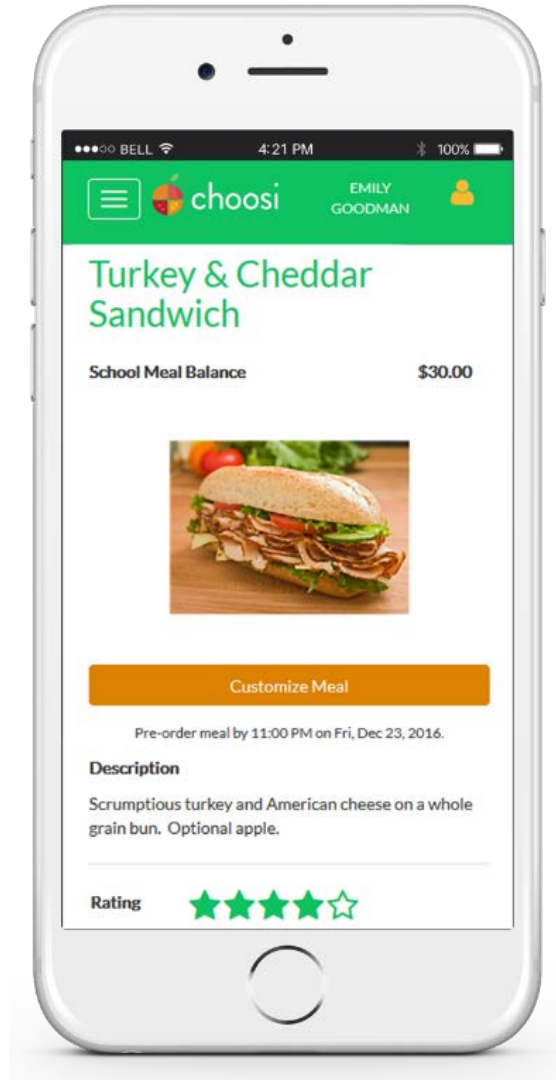 BELL 4:21 PM 100%
choosi EMILY
GOODMAN
Turkey & Cheddar
Sandwich
School Meal Balance $30.00
Customize Meal
Pre-order meal by 11:00 PM on Fri, Dec 23, 2016.
Description
Scrumptious turkey and American cheese on a whole
grain bun.  Optional apple.
Rating